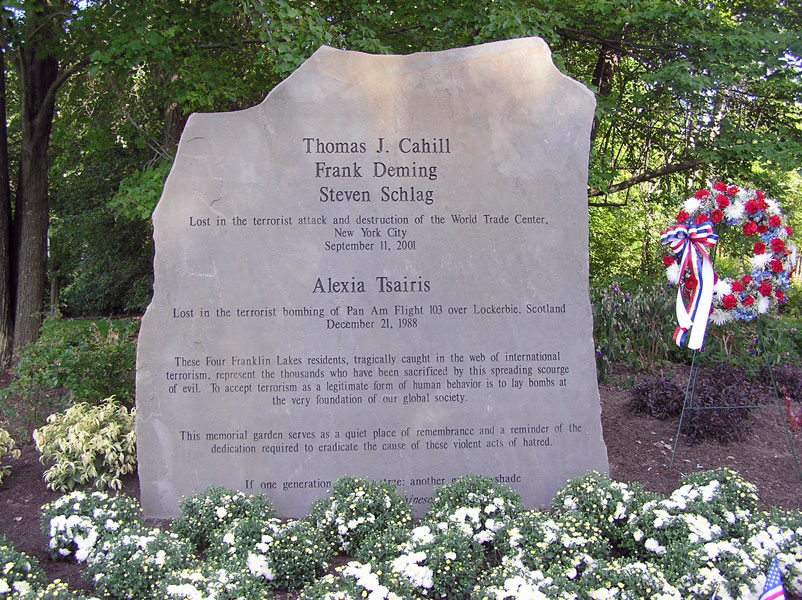 Thomas J. Cahill
Frank Deming
Steven Schlag
Lost in the terrorist attack and destruction of the World Trade Center,
New York City
September 11, 2001
Alexia Tsairis
Lost in the terrorist bombing of Pan Am Flight 103 over Lockerbie, Scotland
December 21, 1988
These Four Franklin Lakes residents, tragically caught in the web of international
terrorism, represent the thousands who have been sacrificed by this spreading scourge
of evil. To accept terrorism as a legitimate form of human behavior is to lay bombs at
the very foundation of our global society.
This memorial garden serves as a quiet place of remembrance and a reminder of the
dedication required to eradicate the cause of these violent acts of hatred.
If one generation tree: another shade
Chinese